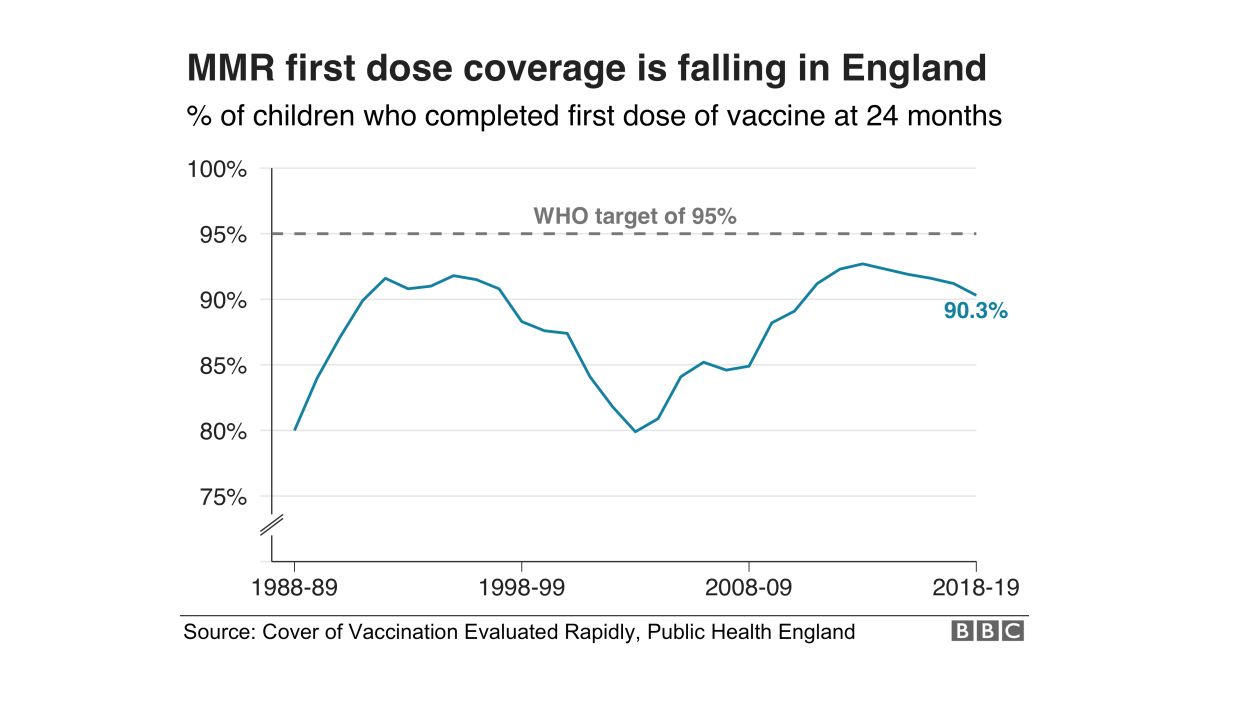 MMR first dose coverage is falling in England
% of children who completed first dose of vaccine at 24 months
100%
WHO target of 95%
95%
90%
90.3%
85%
80%
75%
1988-89 1998-99 2008-09 2018-19
Source: Cover of Vaccination Evaluated Rapidly, Public Health England BBC